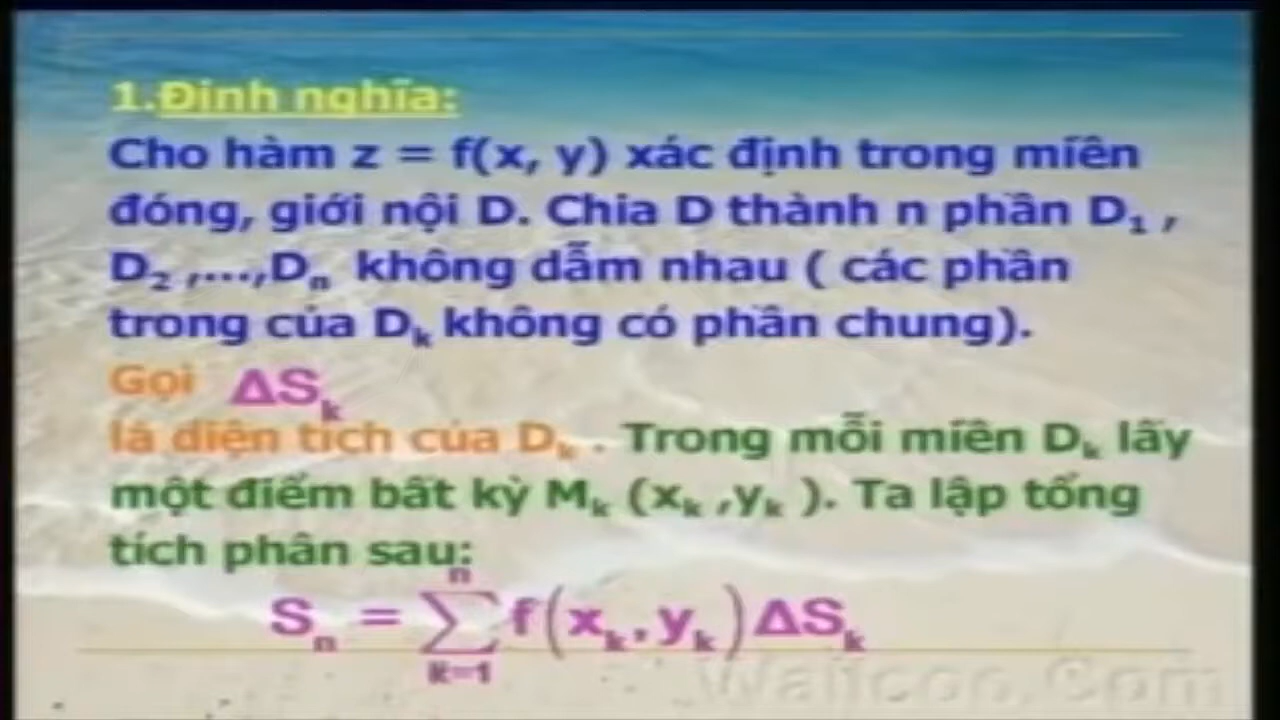 1.Định nghĩa:
Cho hàm z = f(x, y) xác định trong miền
đóng, giới nội D. Chia D thành n phần D₁ ,
D₂ ,...,Dₙ không dẫm nhau ( các phần
trong của Dₖ không có phần chung).
Gọi ΔSₖ
là diện tích của Dₖ . Trong mỗi miền Dₖ lấy
một điểm bất kỳ Mₖ (xₖ ,yₖ ). Ta lập tổng
tích phân sau:
Sₙ = ∑ₖ₌₁ⁿ f(xₖ,yₖ)ΔSₖ